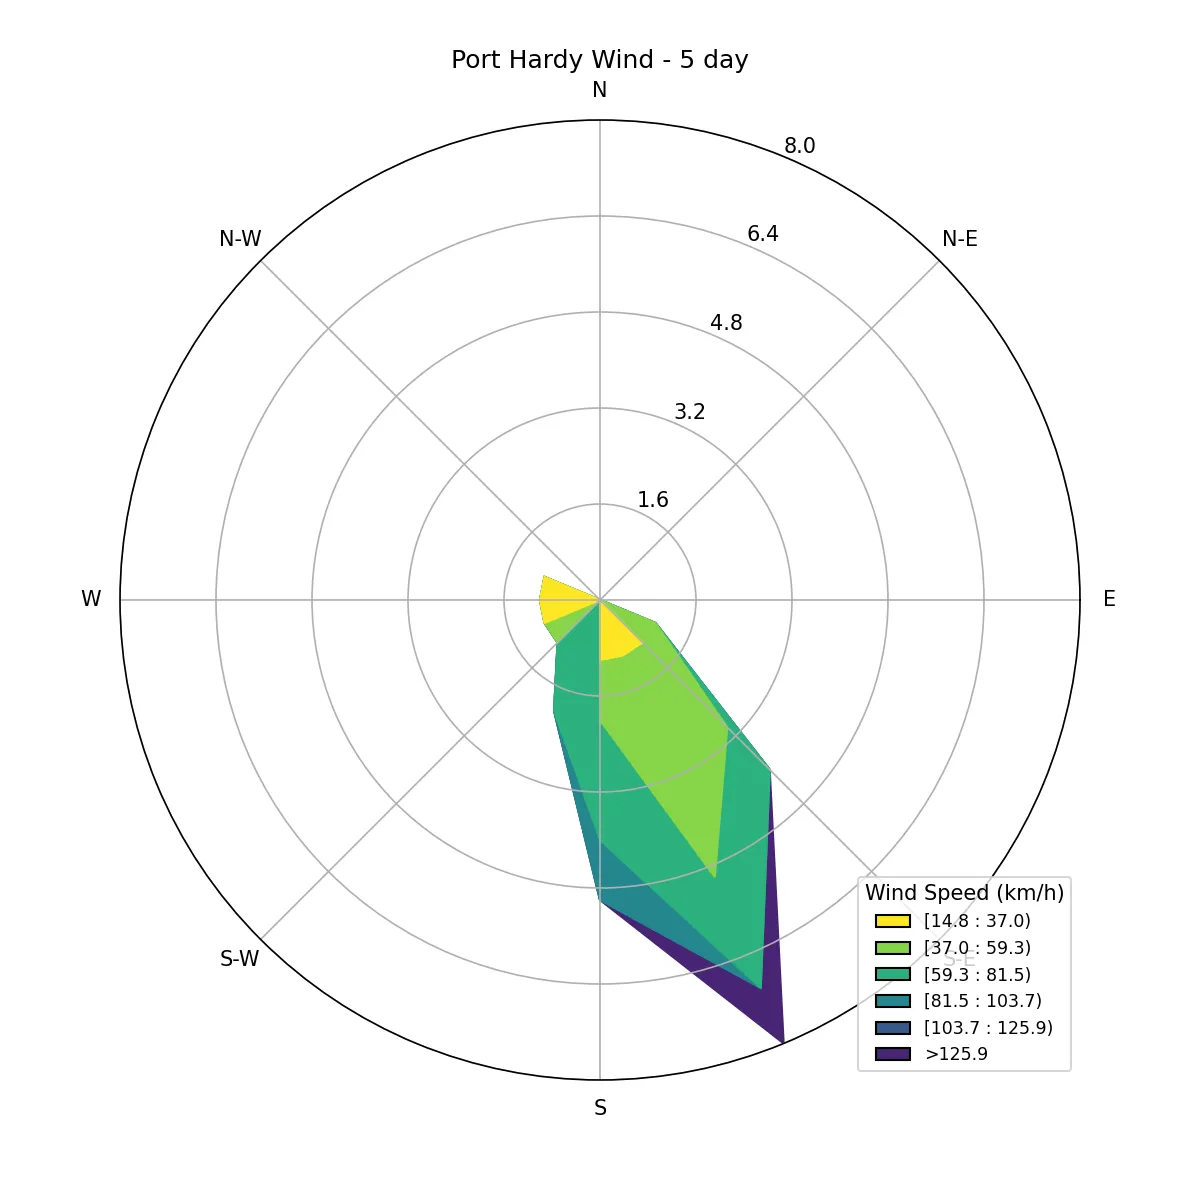 Port Hardy Wind - 5 day
N
8.0
N-W
N-E
6.4
4.8
3.2
1.6
W
E
S-W
S-E
Wind Speed (km/h)
[14.8 : 37.0)
[37.0 : 59.3)
[59.3 : 81.5)
[81.5 : 103.7)
[103.7 : 125.9)
>125.9
S